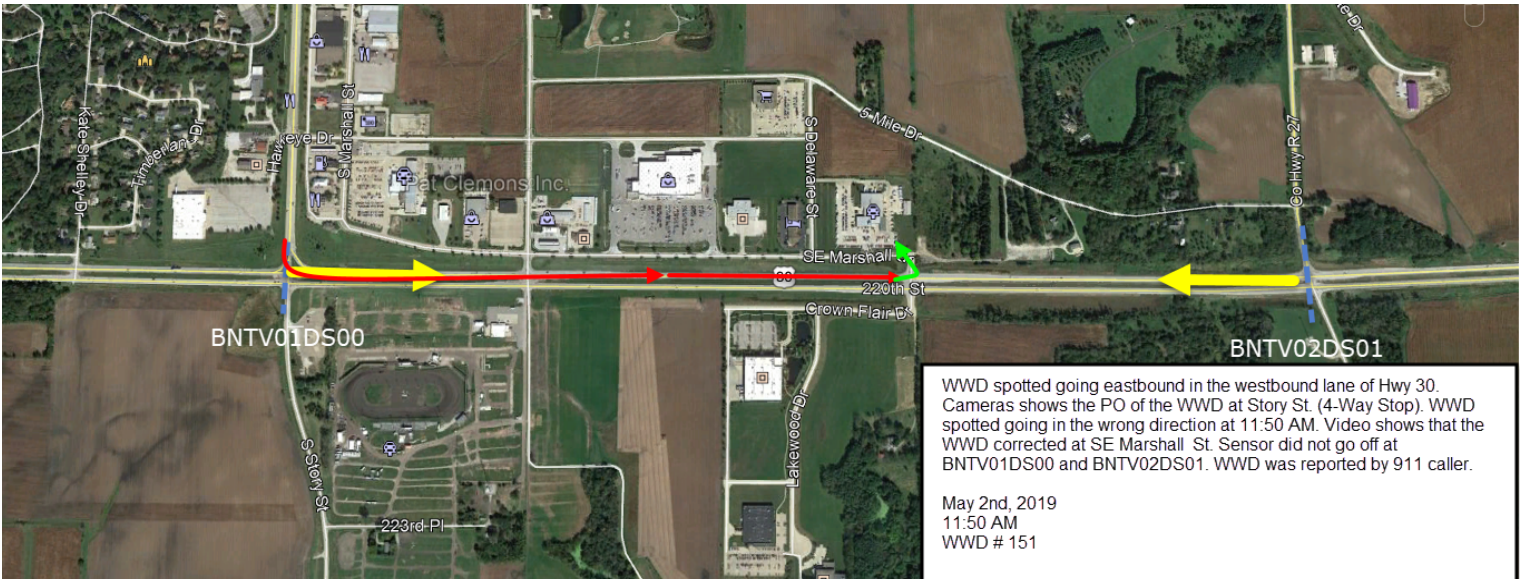 Kate Shelley Dr
Timberlan Dr
Hawkeye Dr
S Marshall St
Pat Clemons Inc.
S Delaware St
5 Mile Dr
Co Hwy R-27
SE Marshall
30
220th St
Crown Flair D
BNTV01DS00
BNTV02DS01
S Story St
Lakewood Dr
223rd Pl
WWD spotted going eastbound in the westbound lane of Hwy 30.
Cameras shows the PO of the WWD at Story St. (4-Way Stop). WWD
spotted going in the wrong direction at 11:50 AM. Video shows that the
WWD corrected at SE Marshall St. Sensor did not go off at
BNTV01DS00 and BNTV02DS01. WWD was reported by 911 caller.
May 2nd, 2019
11:50 AM
WWD # 151